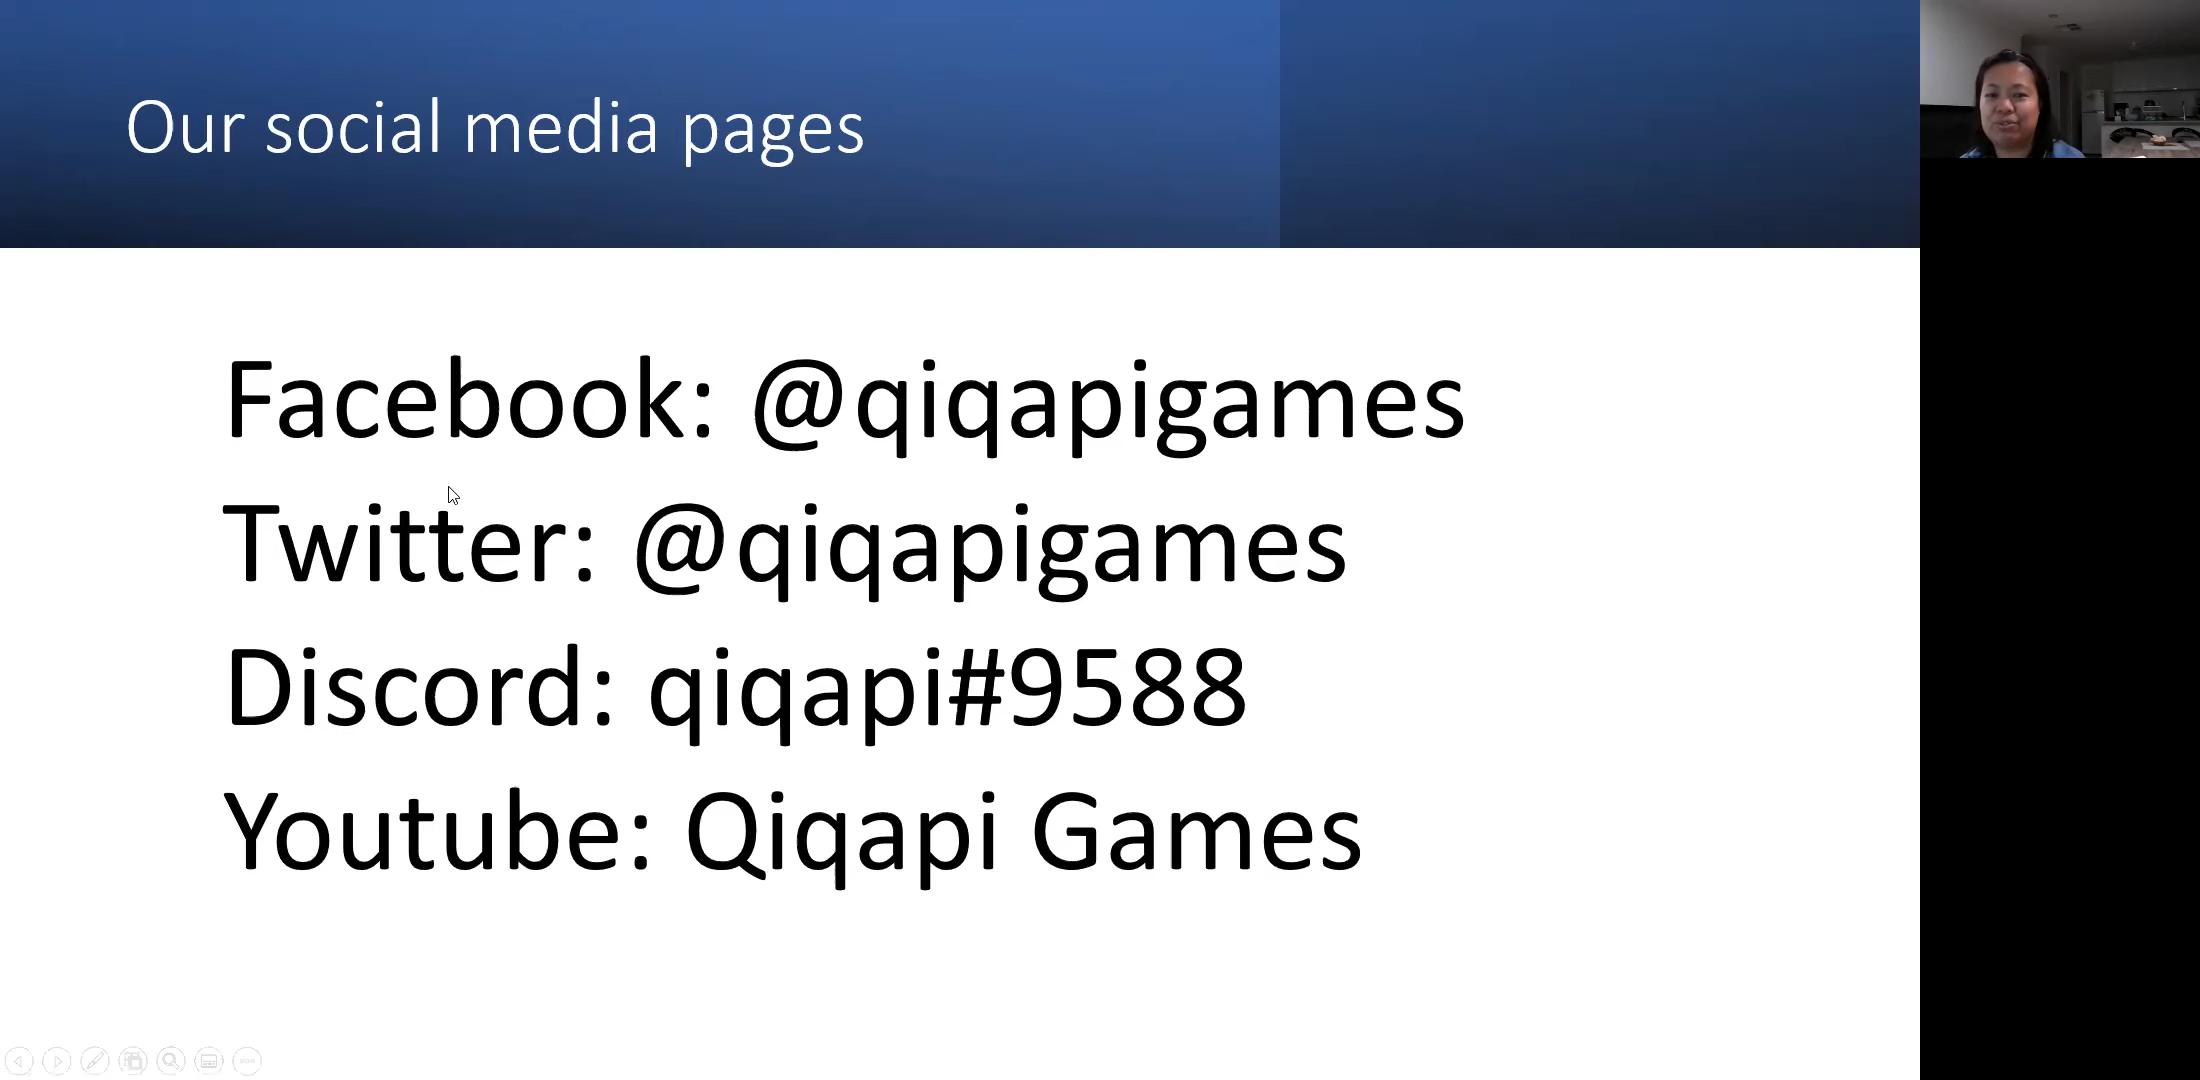 Our social media pages
Facebook: @qiqapigames
Twitter: @qiqapigames
Discord: qiqapi#9588
Youtube: Qiqapi Games